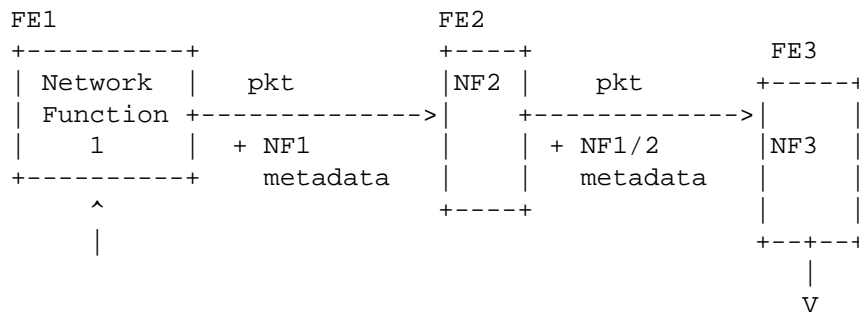 FE1 FE2
FE3
Network pkt NF2 pkt
Function
1 + NF1 + NF1/2 NF3
metadata metadata
V